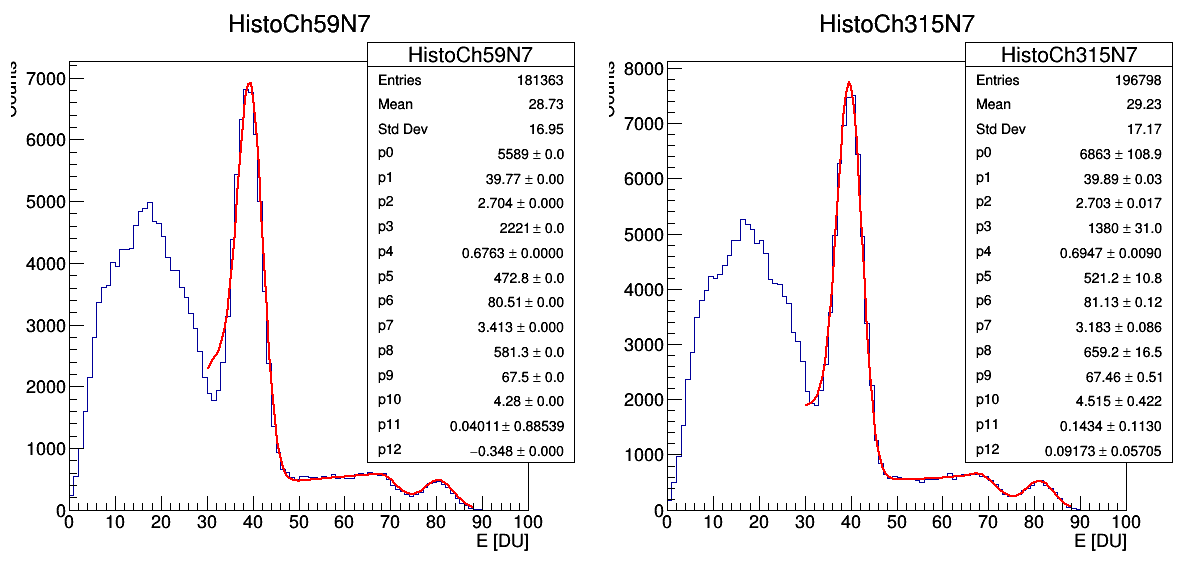 HistoCh59N7
HistoCh59N7
Entries 181363
Mean 28.73
Std Dev 16.95
p0 5589 ± 0.0
p1 39.77 ± 0.00
p2 2.704 ± 0.000
p3 2221 ± 0.0
p4 0.6763 ± 0.0000
p5 472.8 ± 0.0
p6 80.51 ± 0.00
p7 3.413 ± 0.000
p8 581.3 ± 0.0
p9 67.5 ± 0.0
p10 4.28 ± 0.00
p11 0.04011 ± 0.88539
p12 −0.348 ± 0.000
7000
6000
5000
4000
3000
2000
1000
0
0 10 20 30 40 50 60 70 80 90 100
E [DU]
HistoCh315N7
HistoCh315N7
Entries 196798
Mean 29.23
Std Dev 17.17
p0 6863 ± 108.9
p1 39.89 ± 0.03
p2 2.703 ± 0.017
p3 1380 ± 31.0
p4 0.6947 ± 0.0090
p5 521.2 ± 10.8
p6 81.13 ± 0.12
p7 3.183 ± 0.086
p8 659.2 ± 16.5
p9 67.46 ± 0.51
p10 4.515 ± 0.422
p11 0.1434 ± 0.1130
p12 0.09173 ± 0.05705
8000
7000
6000
5000
4000
3000
2000
1000
0
0 10 20 30 40 50 60 70 80 90 100
E [DU]